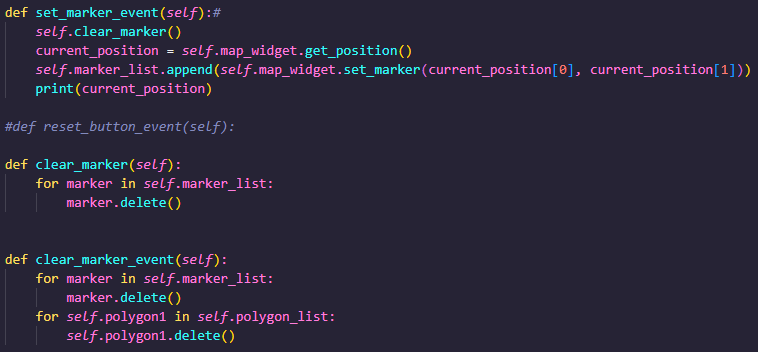 def set_marker_event(self):#
    self.clear_marker()
    current_position = self.map_widget.get_position()
    self.marker_list.append(self.map_widget.set_marker(current_position[0], current_position[1]))
    print(current_position)
#def reset_button_event(self):
def clear_marker(self):
    for marker in self.marker_list:
        marker.delete()
def clear_marker_event(self):
    for marker in self.marker_list:
        marker.delete()
    for self.polygon1 in self.polygon_list:
        self.polygon1.delete()